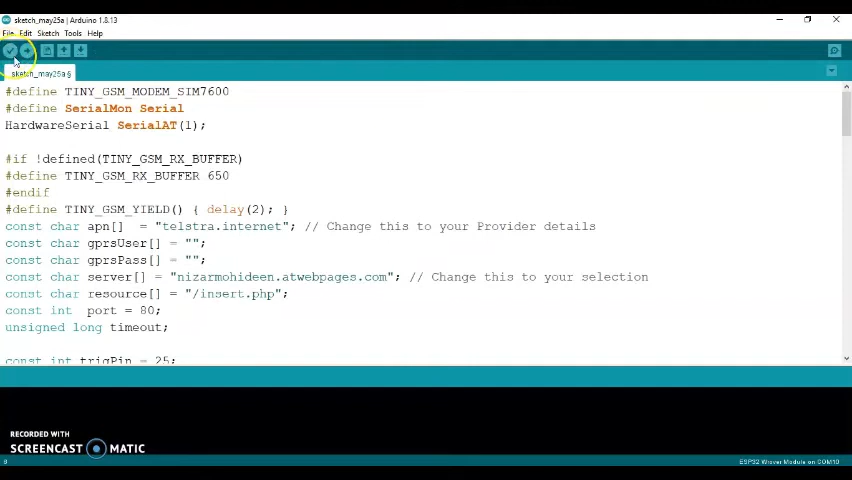 sketch_may25a | Arduino 1.8.13
File Edit Sketch Tools Help
sketch_may25a §
#define TINY_GSM_MODEM_SIM7600
#define SerialMon Serial
HardwareSerial SerialAT(1);
#if !defined(TINY_GSM_RX_BUFFER)
#define TINY_GSM_RX_BUFFER 650
#endif
#define TINY_GSM_YIELD() { delay(2); }
const char apn[]  = "telstra.internet"; // Change this to your Provider details
const char gprsUser[] = "";
const char gprsPass[] = "";
const char server[] = "nizarmohideen.atwebpages.com"; // Change this to your selection
const char resource[] = "/insert.php";
const int  port = 80;
unsigned long timeout;
const int trigPin = 25;
RECORDED WITH
SCREENCAST MATIC
8
ESP32 Wrover Module on COM10